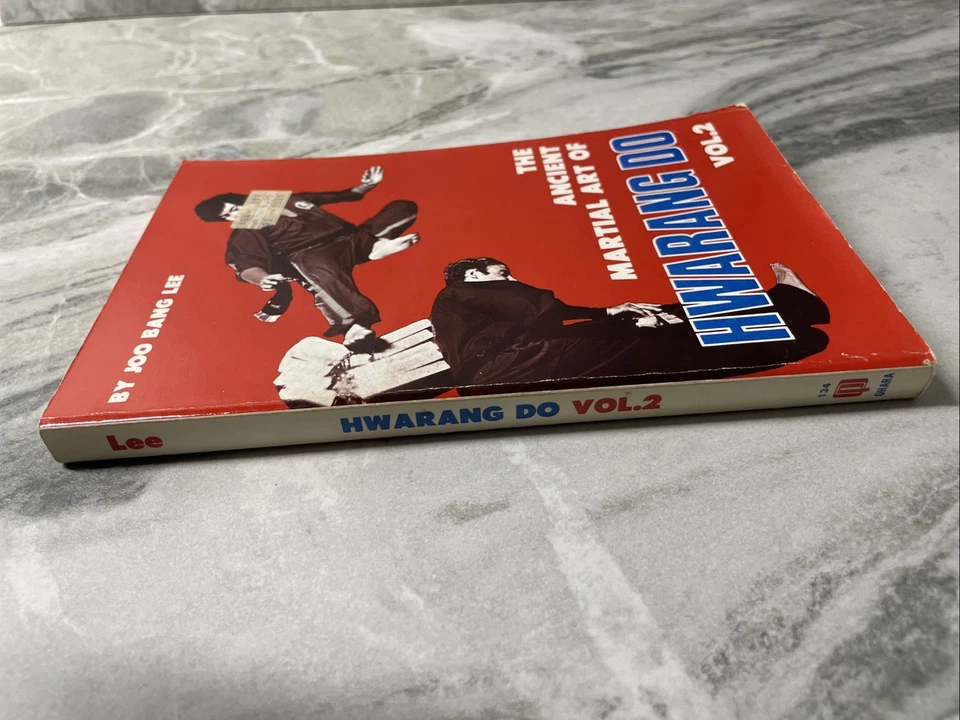 THE
ANCIENT
MARTIAL ART OF
HWARANG DO
VOL.2
BY JOO BANG LEE
Lee
HWARANG DO VOL.2
134
OHARA